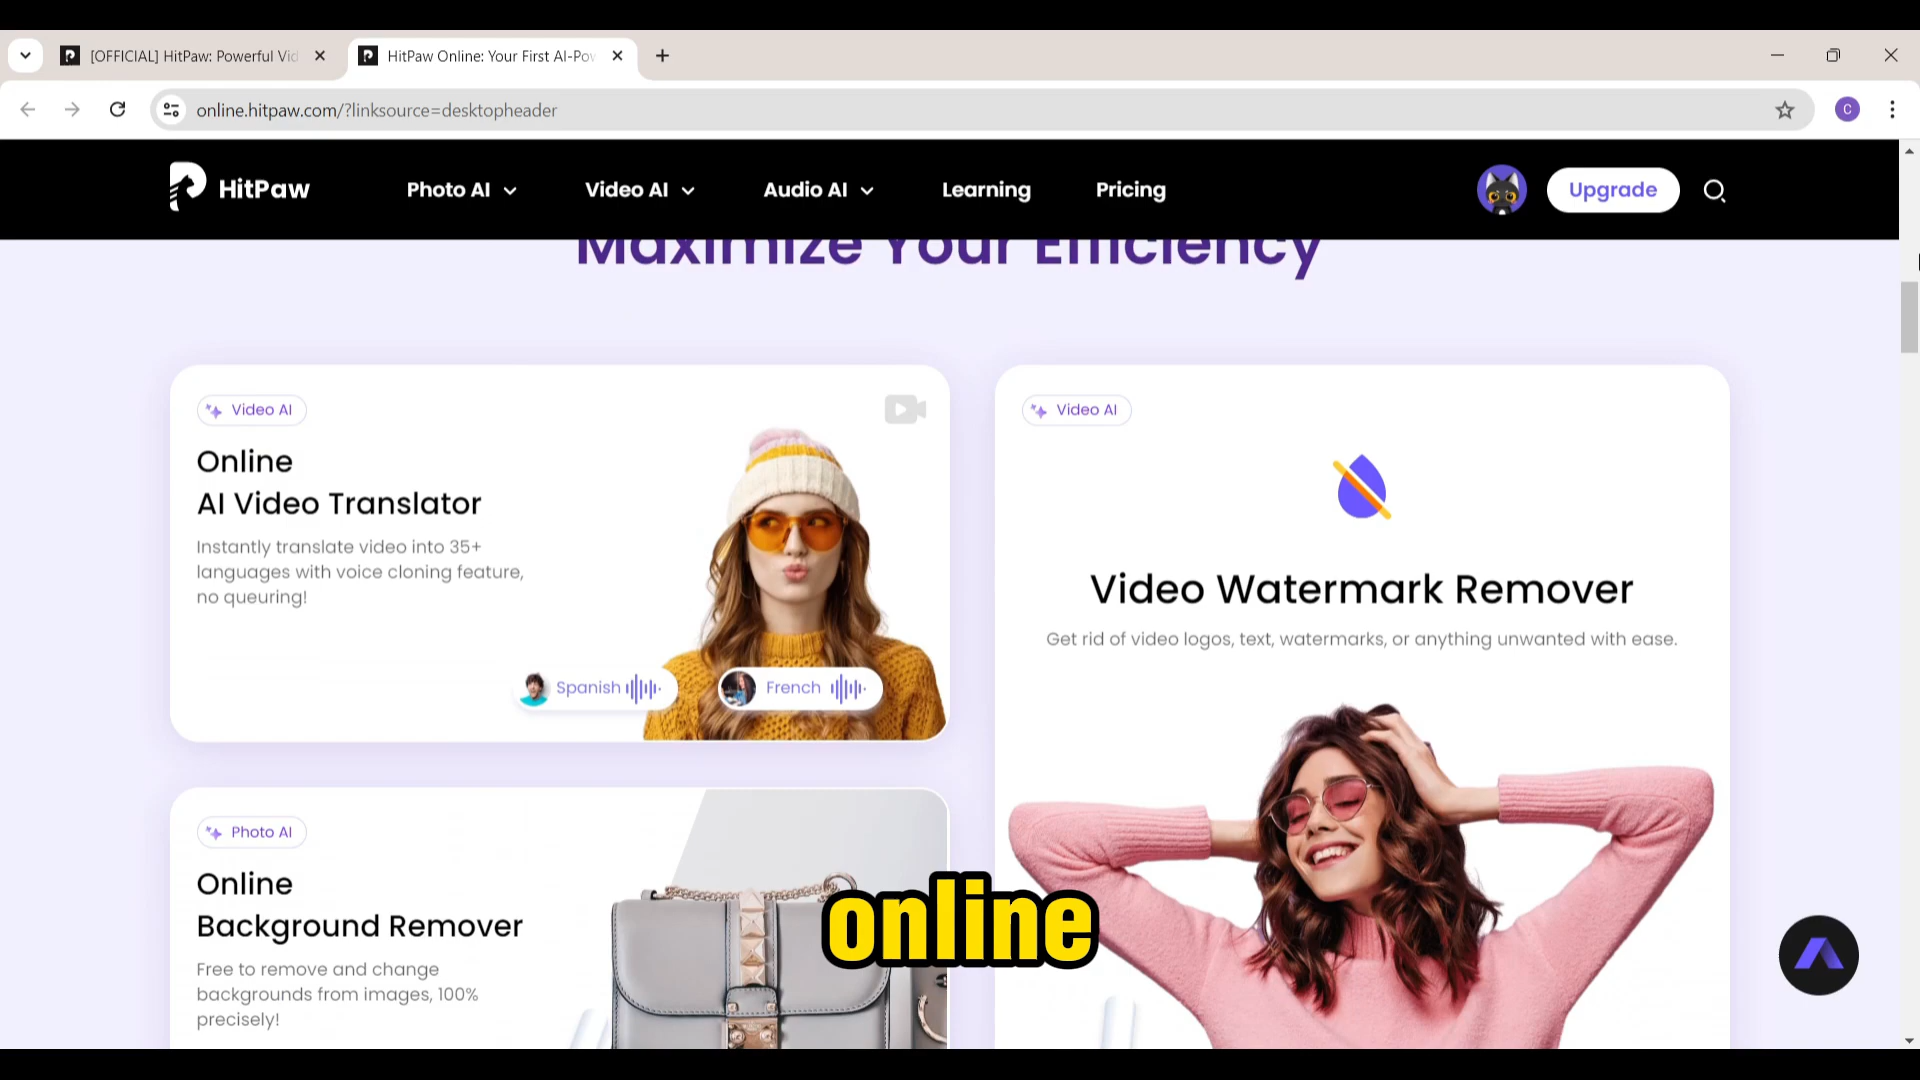 [OFFICIAL] HitPaw: Powerful Vid
HitPaw Online: Your First AI-Pow
online.hitpaw.com/?linksource=desktopheader
C
HitPaw
Photo AI
Video AI
Audio AI
Learning
Pricing
Upgrade
Maximize Your Efficiency
Video AI
Online
AI Video Translator
Instantly translate video into 35+
languages with voice cloning feature,
no queuring!
Spanish
French
Video AI
Video Watermark Remover
Get rid of video logos, text, watermarks, or anything unwanted with ease.
Photo AI
Online
Background Remover
Free to remove and change
backgrounds from images, 100%
precisely!
online